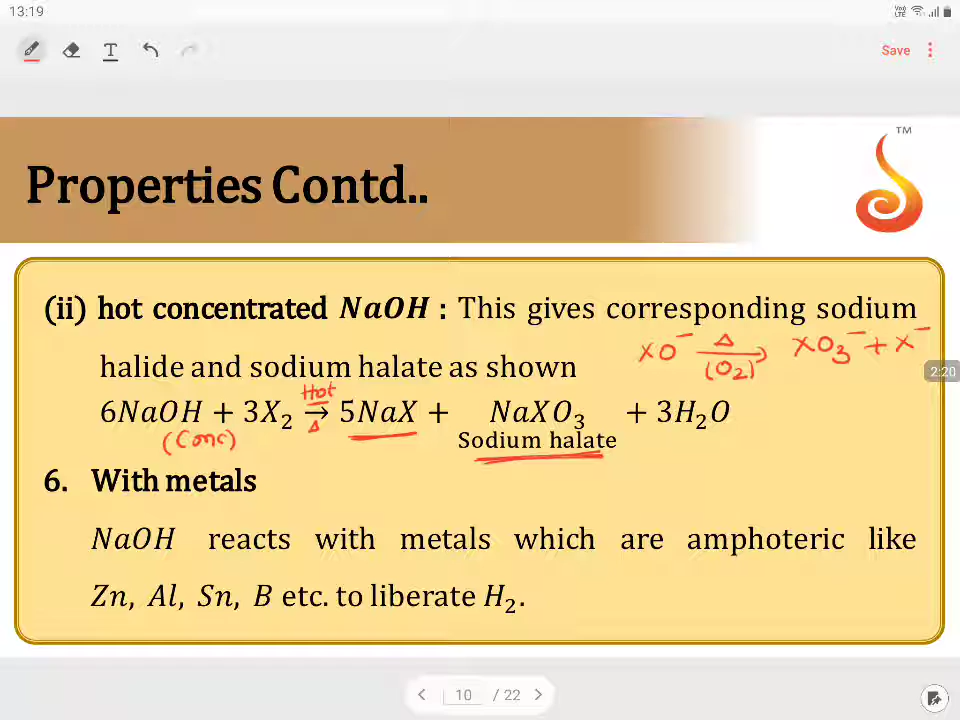 13:19
Save
T
TM
Properties Contd..
(ii) hot concentrated NaOH : This gives corresponding sodium
XO⁻ Δ (O₂) → XO₃⁻ + X⁻
halide and sodium halate as shown
2:20
Hot
6NaOH + 3X₂ → 5NaX + NaXO₃ + 3H₂O
(Conc) Δ Sodium halate
6. With metals
NaOH reacts with metals which are amphoteric like
Zn, Al, Sn, B etc. to liberate H₂.
< 10 / 22 >